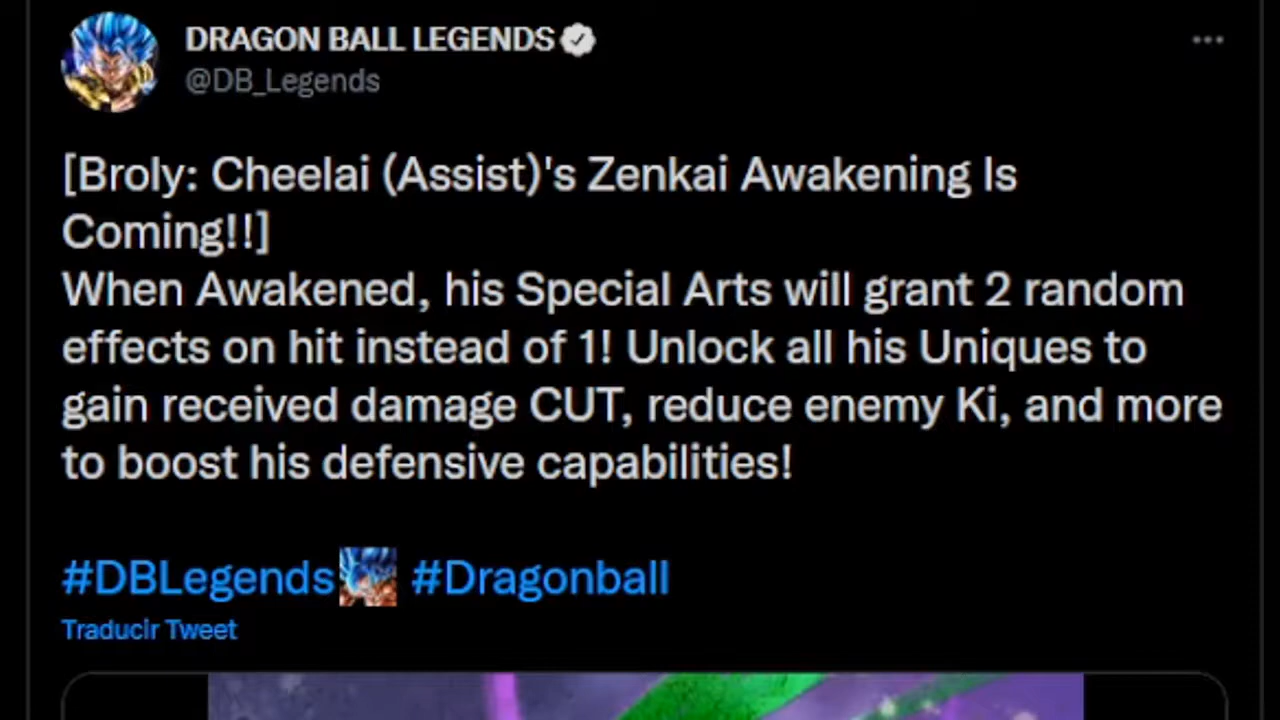 DRAGON BALL LEGENDS
@DB_Legends
[Broly: Cheelai (Assist)'s Zenkai Awakening Is
Coming!!]
When Awakened, his Special Arts will grant 2 random
effects on hit instead of 1! Unlock all his Uniques to
gain received damage CUT, reduce enemy Ki, and more
to boost his defensive capabilities!
#DBLegends #Dragonball
Traducir Tweet